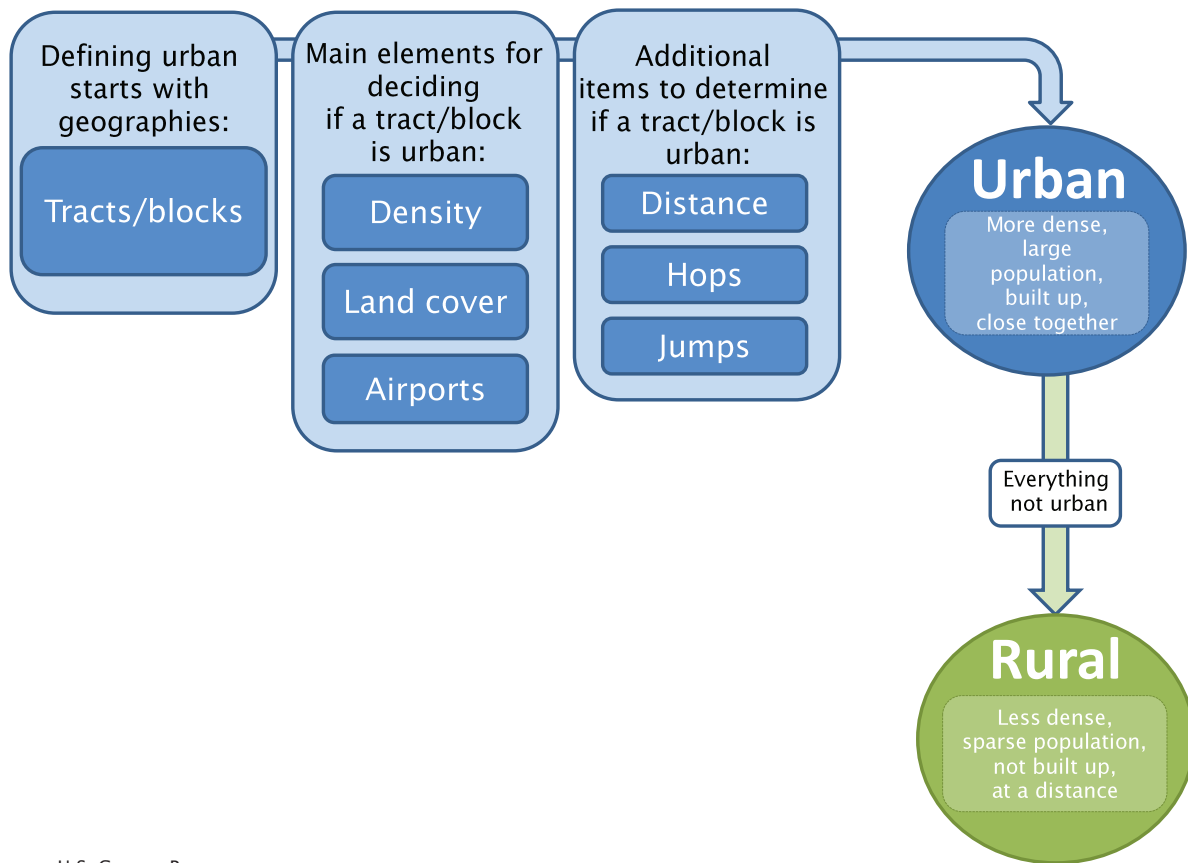 Defining urban
starts with
geographies:
Tracts/blocks
Main elements for
deciding
if a tract/block
is urban:
Density
Land cover
Airports
Additional
items to determine
if a tract/block is
urban:
Distance
Hops
Jumps
Urban
More dense,
large
population,
built up,
close together
Everything
not urban
Rural
Less dense,
sparse population,
not built up,
at a distance